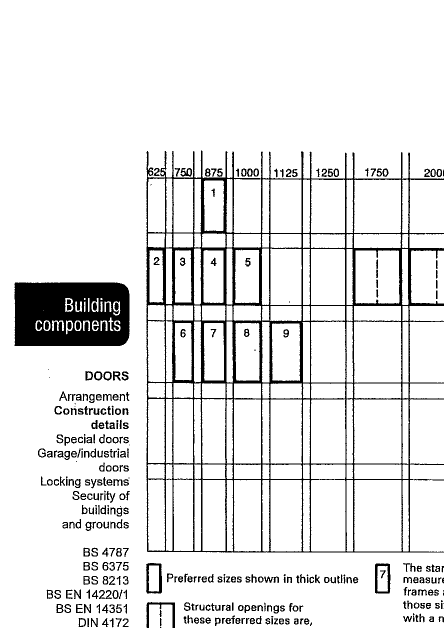 625 750 875 1000 1125 1250 1750 2000
1
2 3 4 5
Building
components
6 7 8 9
DOORS
Arrangement
Construction
details
Special doors
Garage/industrial
doors
Locking systems
Security of
buildings
and grounds
BS 4787
BS 6375
BS 8213
BS EN 14220/1
BS EN 14351
DIN 4172
Preferred sizes shown in thick outline
Structural openings for
these preferred sizes are,
7
The star
measure
frames a
those si
with a n